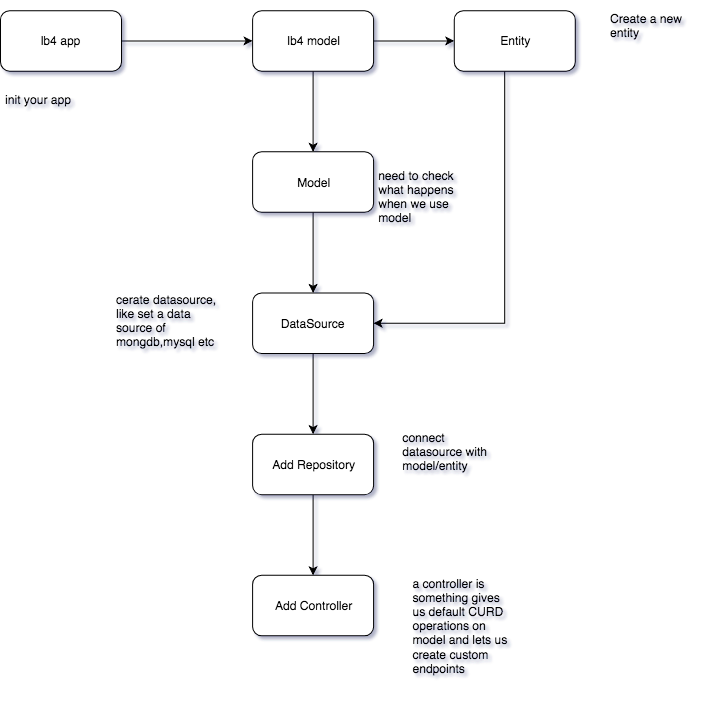 lb4 app
lb4 model
Entity
Create a new
entity
init your app
Model
need to check
what happens
when we use
model
cerate datasource,
like set a data
source of
mongdb,mysql etc
DataSource
Add Repository
connect
datasource with
model/entity
Add Controller
a controller is
something gives
us default CURD
operations on
model and lets us
create custom
endpoints